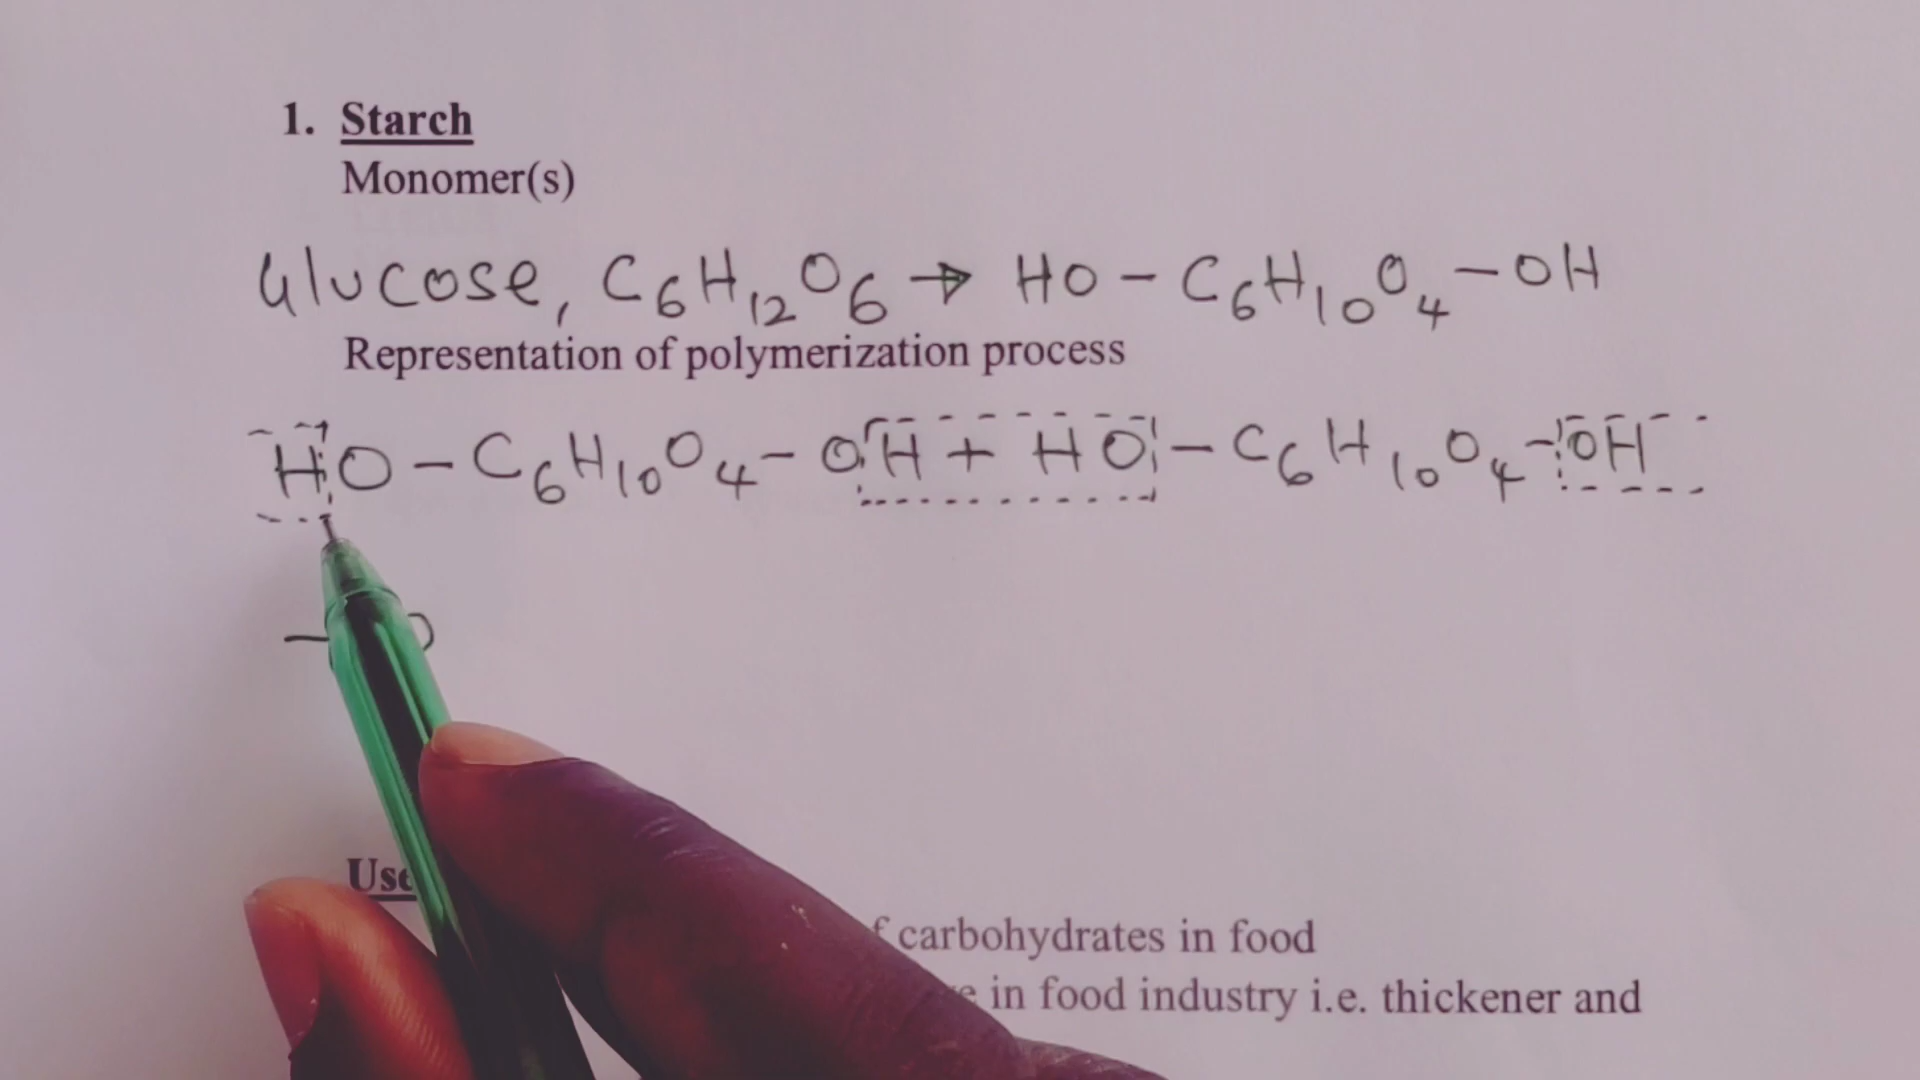 1. Starch
Monomer(s)
Glucose, C6H12O6 → HO - C6H10O4 - OH
Representation of polymerization process
HO - C6H10O4 - OH + HO - C6H10O4 - OH
carbohydrates in food
in food industry i.e. thickener and